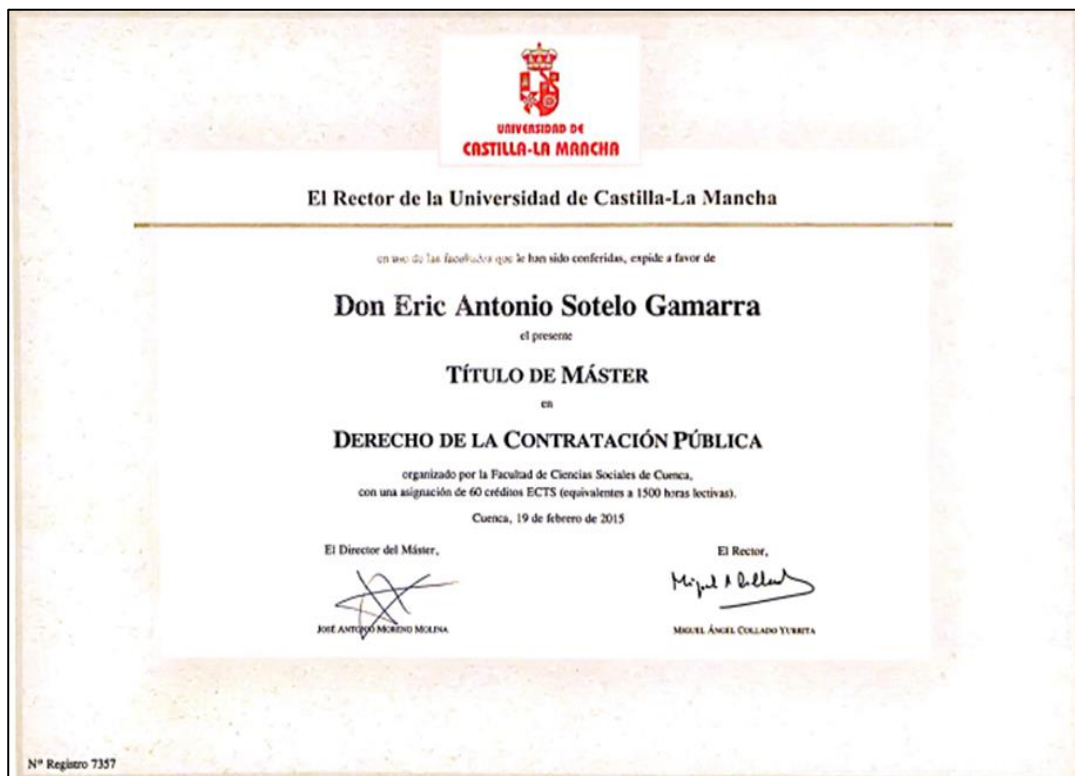 UNIVERSIDAD DE
CASTILLA-LA MANCHA
El Rector de la Universidad de Castilla-La Mancha
en uso de las facultades que le han sido conferidas, expide a favor de
Don Eric Antonio Sotelo Gamarra
el presente
TÍTULO DE MÁSTER
en
DERECHO DE LA CONTRATACIÓN PÚBLICA
organizado por la Facultad de Ciencias Sociales de Cuenca,
con una asignación de 60 créditos ECTS (equivalentes a 1500 horas lectivas).
Cuenca, 19 de febrero de 2015
El Director del Máster,
El Rector,
JOSÉ ANTONIO MORENO MOLINA
MIGUEL ÁNGEL COLLADO YURRITA
Nº Registro 7357